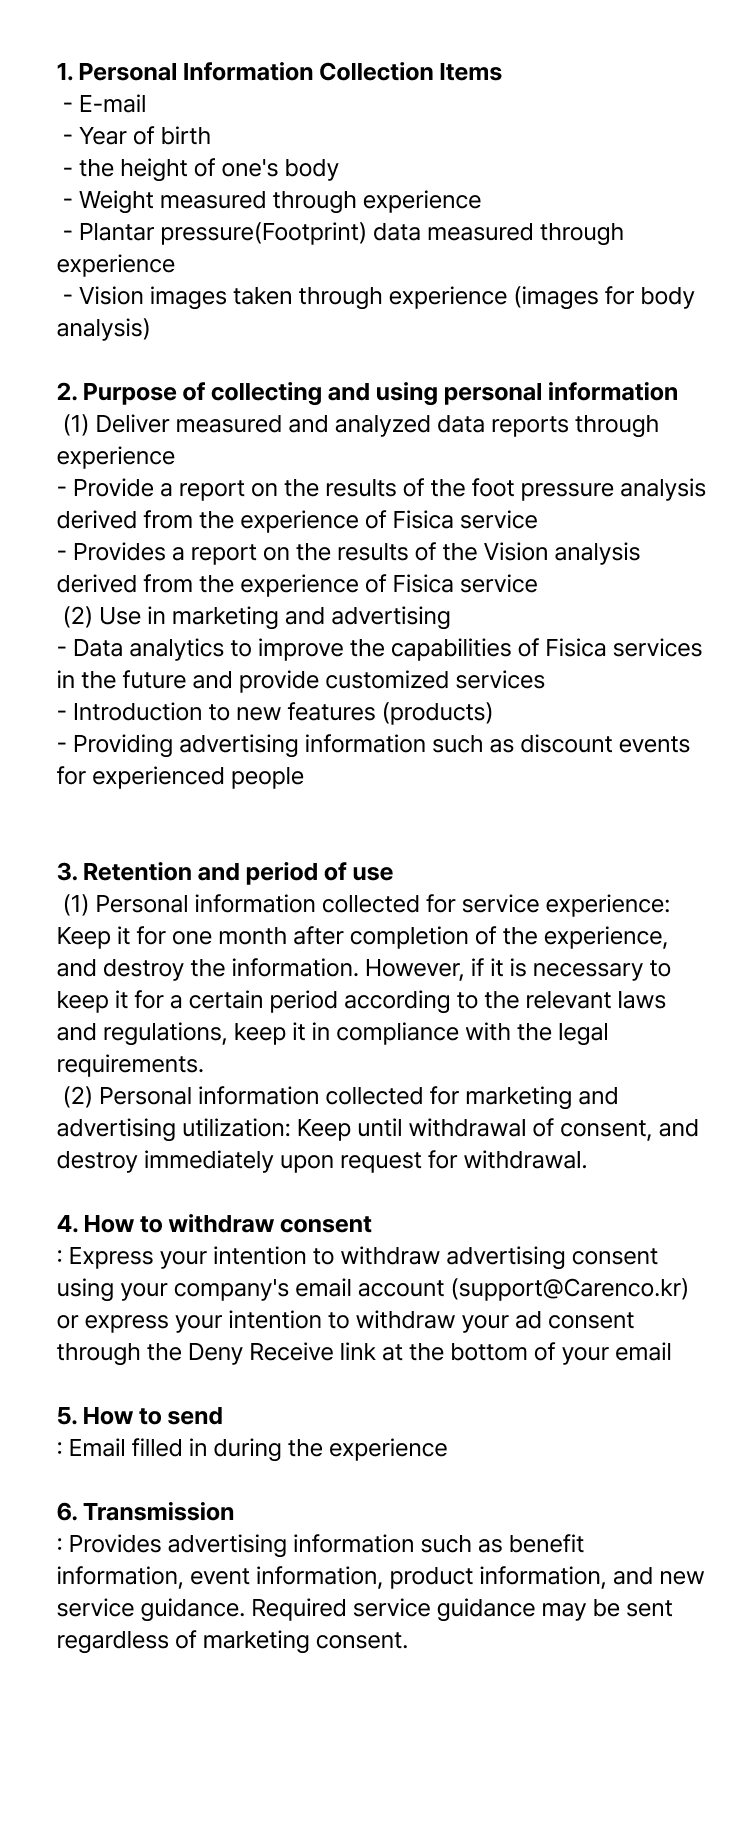 1. Personal Information Collection Items
- E-mail
- Year of birth
- the height of one's body
- Weight measured through experience
- Plantar pressure(Footprint) data measured through
experience
- Vision images taken through experience (images for body
analysis)
2. Purpose of collecting and using personal information
(1) Deliver measured and analyzed data reports through
experience
- Provide a report on the results of the foot pressure analysis
derived from the experience of Fisica service
- Provides a report on the results of the Vision analysis
derived from the experience of Fisica service
(2) Use in marketing and advertising
- Data analytics to improve the capabilities of Fisica services
in the future and provide customized services
- Introduction to new features (products)
- Providing advertising information such as discount events
for experienced people
3. Retention and period of use
(1) Personal information collected for service experience:
Keep it for one month after completion of the experience,
and destroy the information. However, if it is necessary to
keep it for a certain period according to the relevant laws
and regulations, keep it in compliance with the legal
requirements.
(2) Personal information collected for marketing and
advertising utilization: Keep until withdrawal of consent, and
destroy immediately upon request for withdrawal.
4. How to withdraw consent
: Express your intention to withdraw advertising consent
using your company's email account (support@Carenco.kr)
or express your intention to withdraw your ad consent
through the Deny Receive link at the bottom of your email
5. How to send
: Email filled in during the experience
6. Transmission
: Provides advertising information such as benefit
information, event information, product information, and new
service guidance. Required service guidance may be sent
regardless of marketing consent.